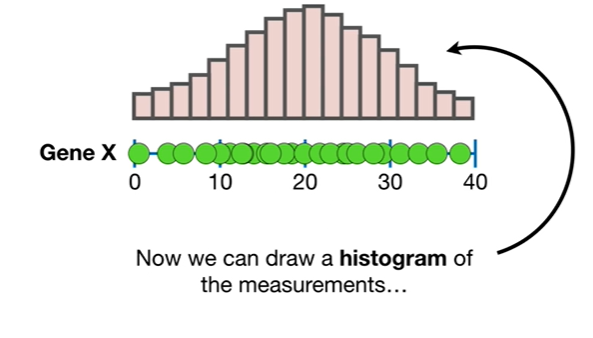 Gene X
0 10 20 30 40
Now we can draw a histogram of
the measurements…